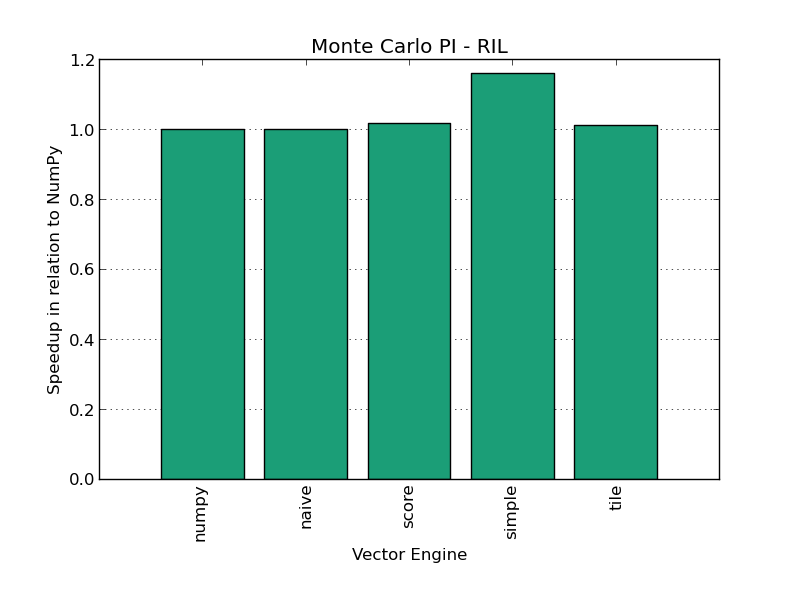 Monte Carlo PI - RIL
Speedup in relation to NumPy
1.2
1.0
0.8
0.6
0.4
0.2
0.0
numpy
naive
score
simple
tile
Vector Engine